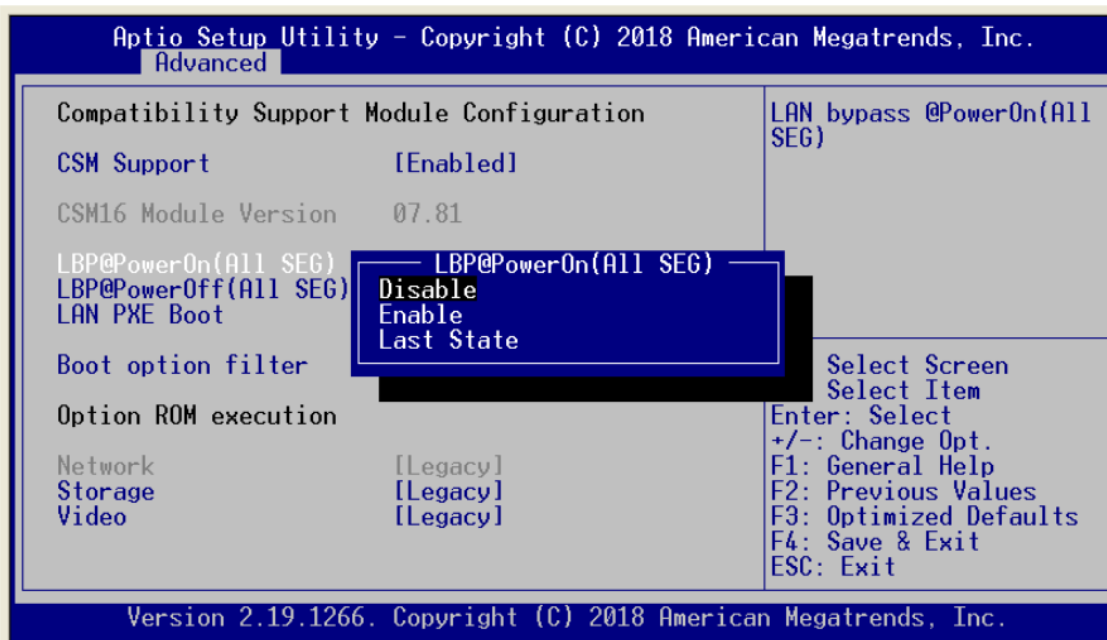 Aptio Setup Utility - Copyright (C) 2018 American Megatrends, Inc.
Advanced
Compatibility Support Module Configuration
CSM Support [Enabled]
CSM16 Module Version 07.81
LBP@PowerOn(All SEG)
LBP@PowerOff(All SEG)
LAN PXE Boot
Boot option filter
Option ROM execution
Network [Legacy]
Storage [Legacy]
Video [Legacy]
LBP@PowerOn(All SEG)
Disable
Enable
Last State
LAN bypass @PowerOn(All
SEG)
Select Screen
Select Item
Enter: Select
+/-: Change Opt.
F1: General Help
F2: Previous Values
F3: Optimized Defaults
F4: Save & Exit
ESC: Exit
Version 2.19.1266. Copyright (C) 2018 American Megatrends, Inc.